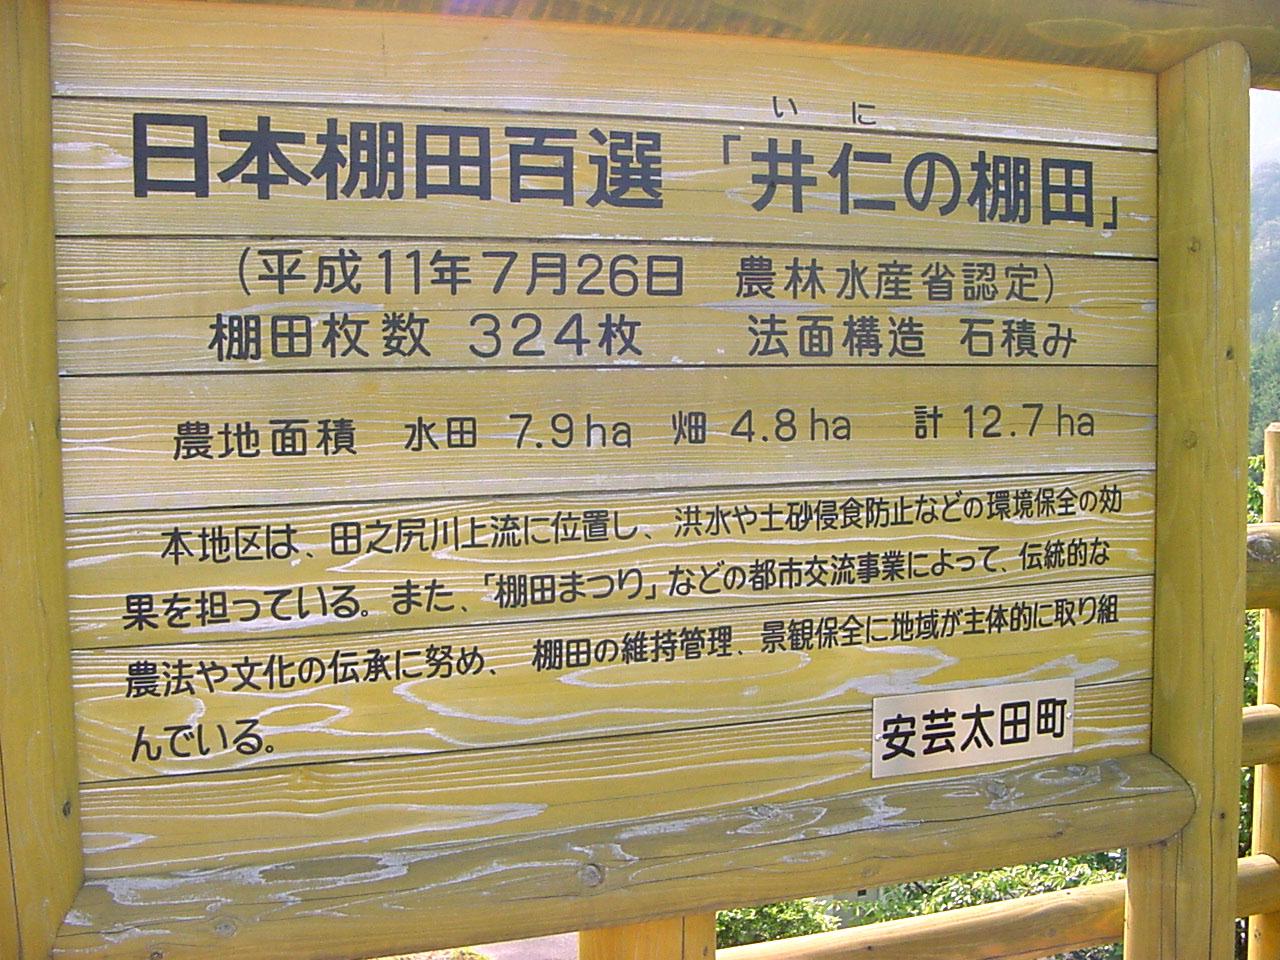 いに
日本棚田百選 「井仁の棚田」
(平成11年7月26日 農林水産省認定)
棚田枚数 324枚 法面構造 石積み
農地面積 水田 7.9ha 畑 4.8ha 計 12.7ha
本地区は、田之尻川上流に位置し、洪水や土砂侵食防止などの環境保全の効
果を担っている。また、「棚田まつり」などの都市交流事業によって、伝統的な
農法や文化の伝承に努め、棚田の維持管理、景観保全に地域が主体的に取り組
んでいる。
安芸太田町